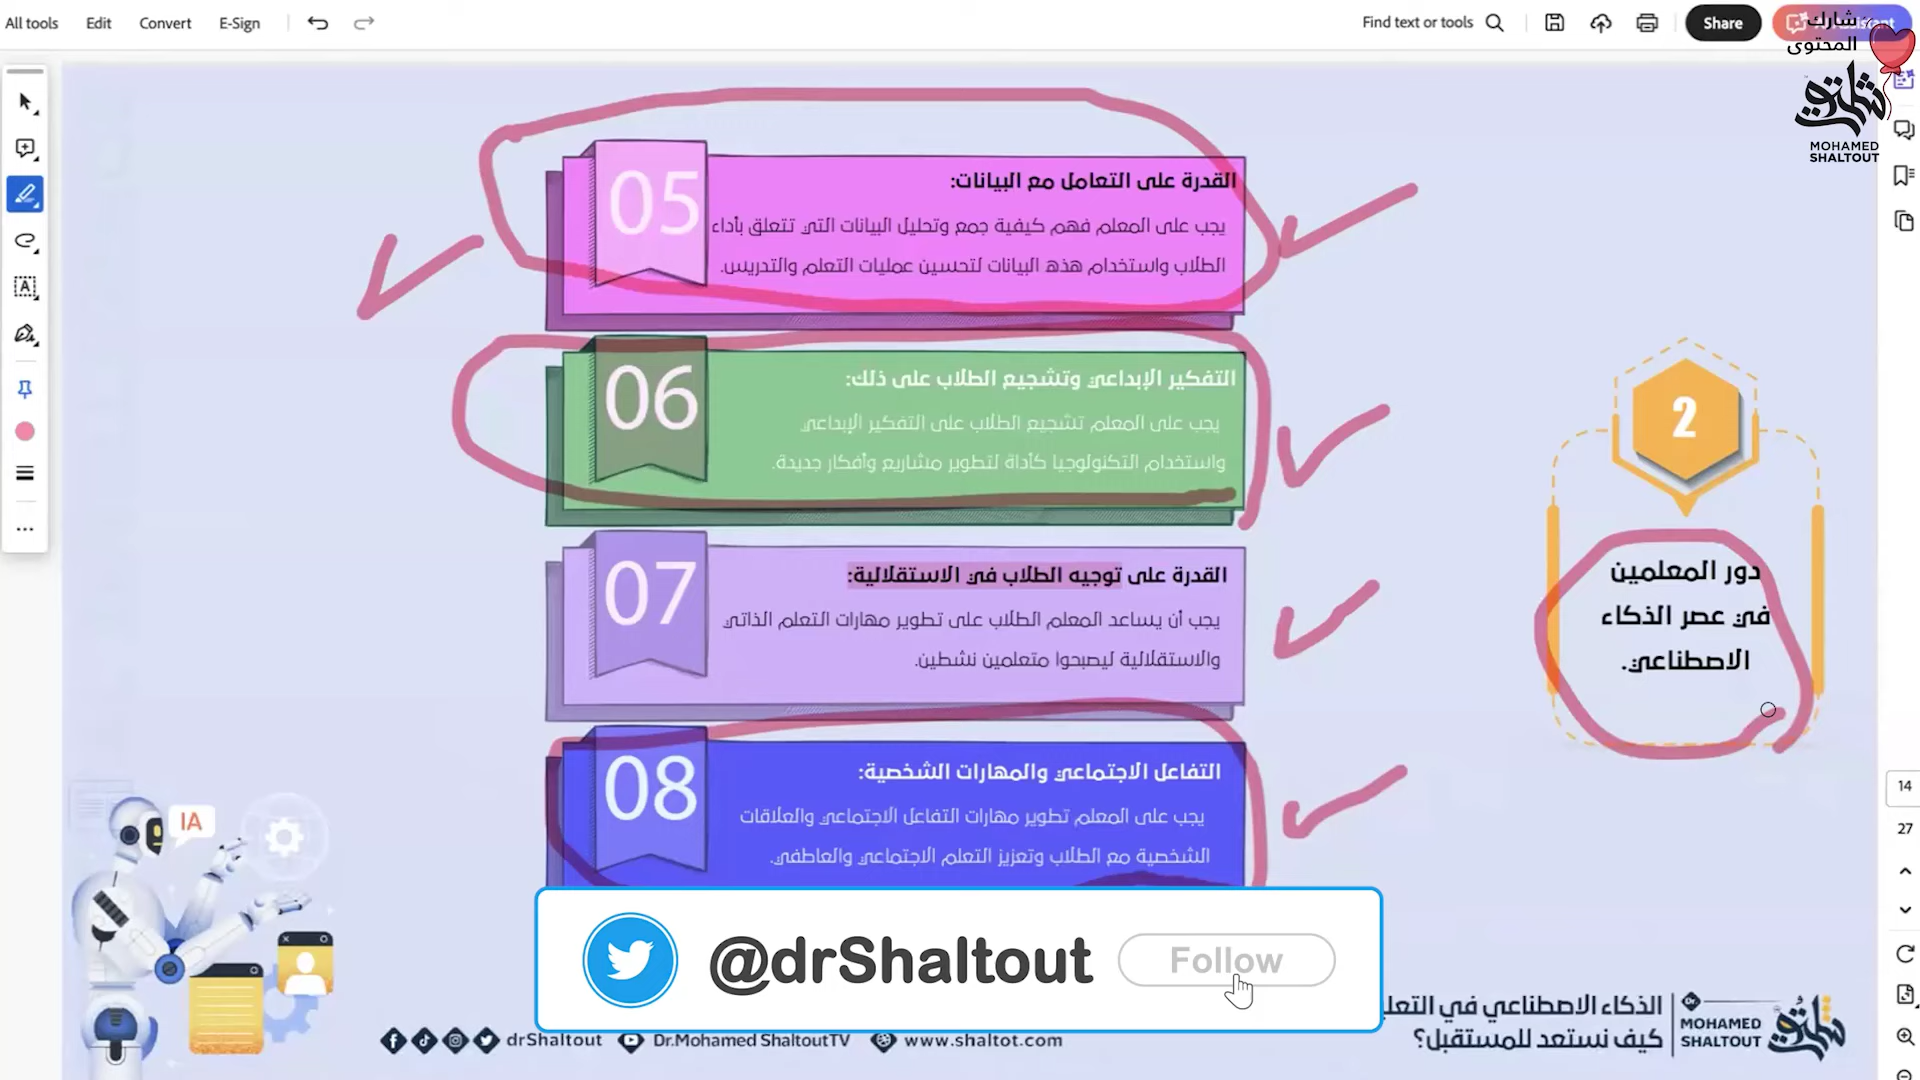 All tools Edit Convert E-Sign Find text or tools Share
شارك
المحتوى
شلتوت
MOHAMED
SHALTOUT
05
القدرة على التعامل مع البيانات:
يجب على المعلم فهم كيفية جمع وتحليل البيانات التي تتعلق بأداء
الطلاب واستخدام هذه البيانات لتحسين عمليات التعلم والتدريس.
06
التفكير الإبداعي وتشجيع الطلاب على ذلك:
يجب على المعلم تشجيع الطلاب على التفكير الإبداعي
واستخدام التكنولوجيا كأداة لتطوير مشاريع وأفكار جديدة.
07
القدرة على توجيه الطلاب في الاستقلالية:
يجب أن يساعد المعلم الطلاب على تطوير مهارات التعلم الذاتي
والاستقلالية ليصبحوا متعلمين نشطين.
08
التفاعل الاجتماعي والمهارات الشخصية:
يجب على المعلم تطوير مهارات التفاعل الاجتماعي والعلاقات
الشخصية مع الطلاب وتعزيز التعلم الاجتماعي والعاطفي.
2
دور المعلمين
في عصر الذكاء
الاصطناعي.
14
27
IA
@drShaltout Follow
drShaltout Dr.Mohamed ShaltoutTV www.shaltot.com
الذكاء الاصطناعي في التعل
كيف نستعد للمستقبل؟
Dr
MOHAMED
SHALTOUT
شلتوت